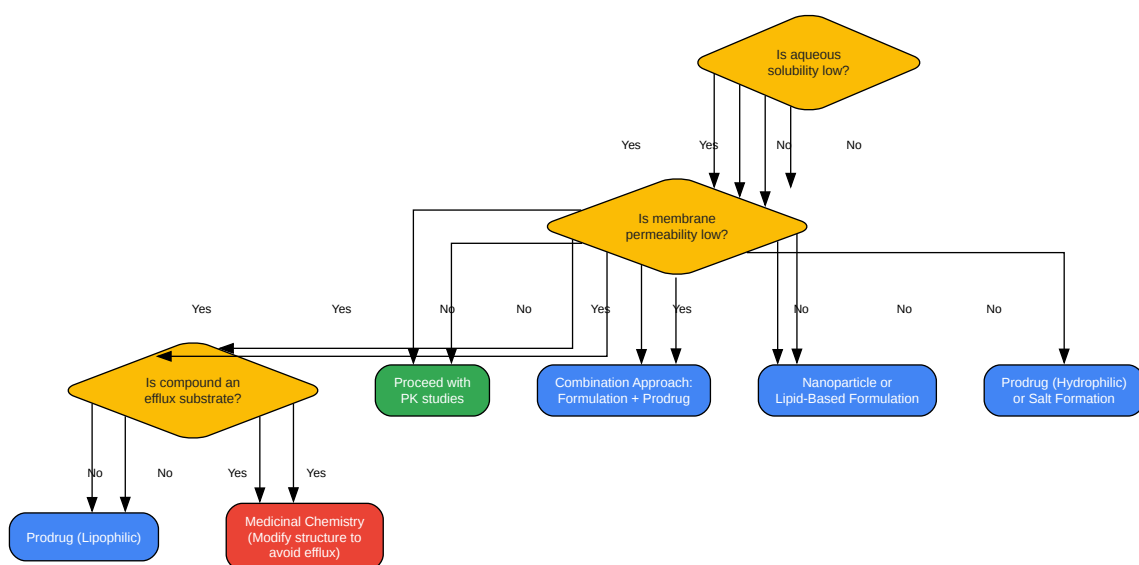 Is aqueous
solubility low?
Yes
Yes
No
No
Is membrane
permeability low?
Yes
Yes
No
No
Yes
Yes
No
No
No
Is compound an
efflux substrate?
Proceed with
PK studies
Combination Approach:
Formulation + Prodrug
Nanoparticle or
Lipid-Based Formulation
Prodrug (Hydrophilic)
or Salt Formation
No
No
Yes
Yes
Prodrug (Lipophilic)
Medicinal Chemistry
(Modify structure to
avoid efflux)